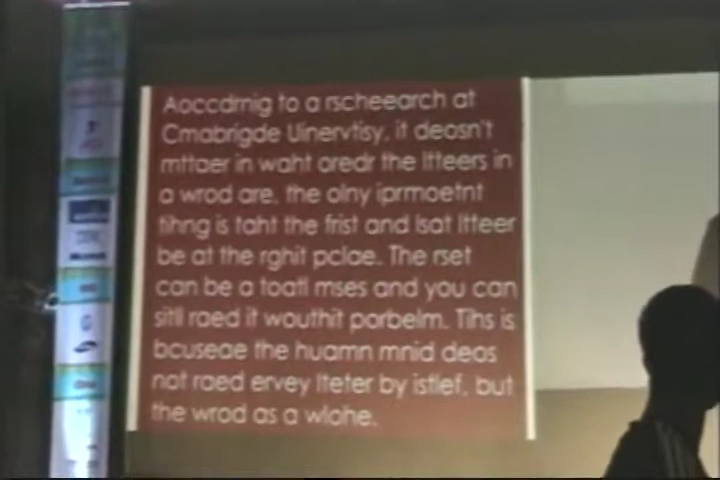 Aoccdrnig to a rscheearch at
Cmabrigde Uinervtisy, it deosn't
mttaer in waht oredr the ltteers in
a wrod are, the olny iprmoetnt
tihng is taht the frist and lsat ltteer
be at the rghit pclae. The rset
can be a toatl mses and you can
sitll raed it wouthit porbelm. Tihs is
bcuseae the huamn mnid deos
not raed ervey lteter by istlef, but
the wrod as a wlohe.